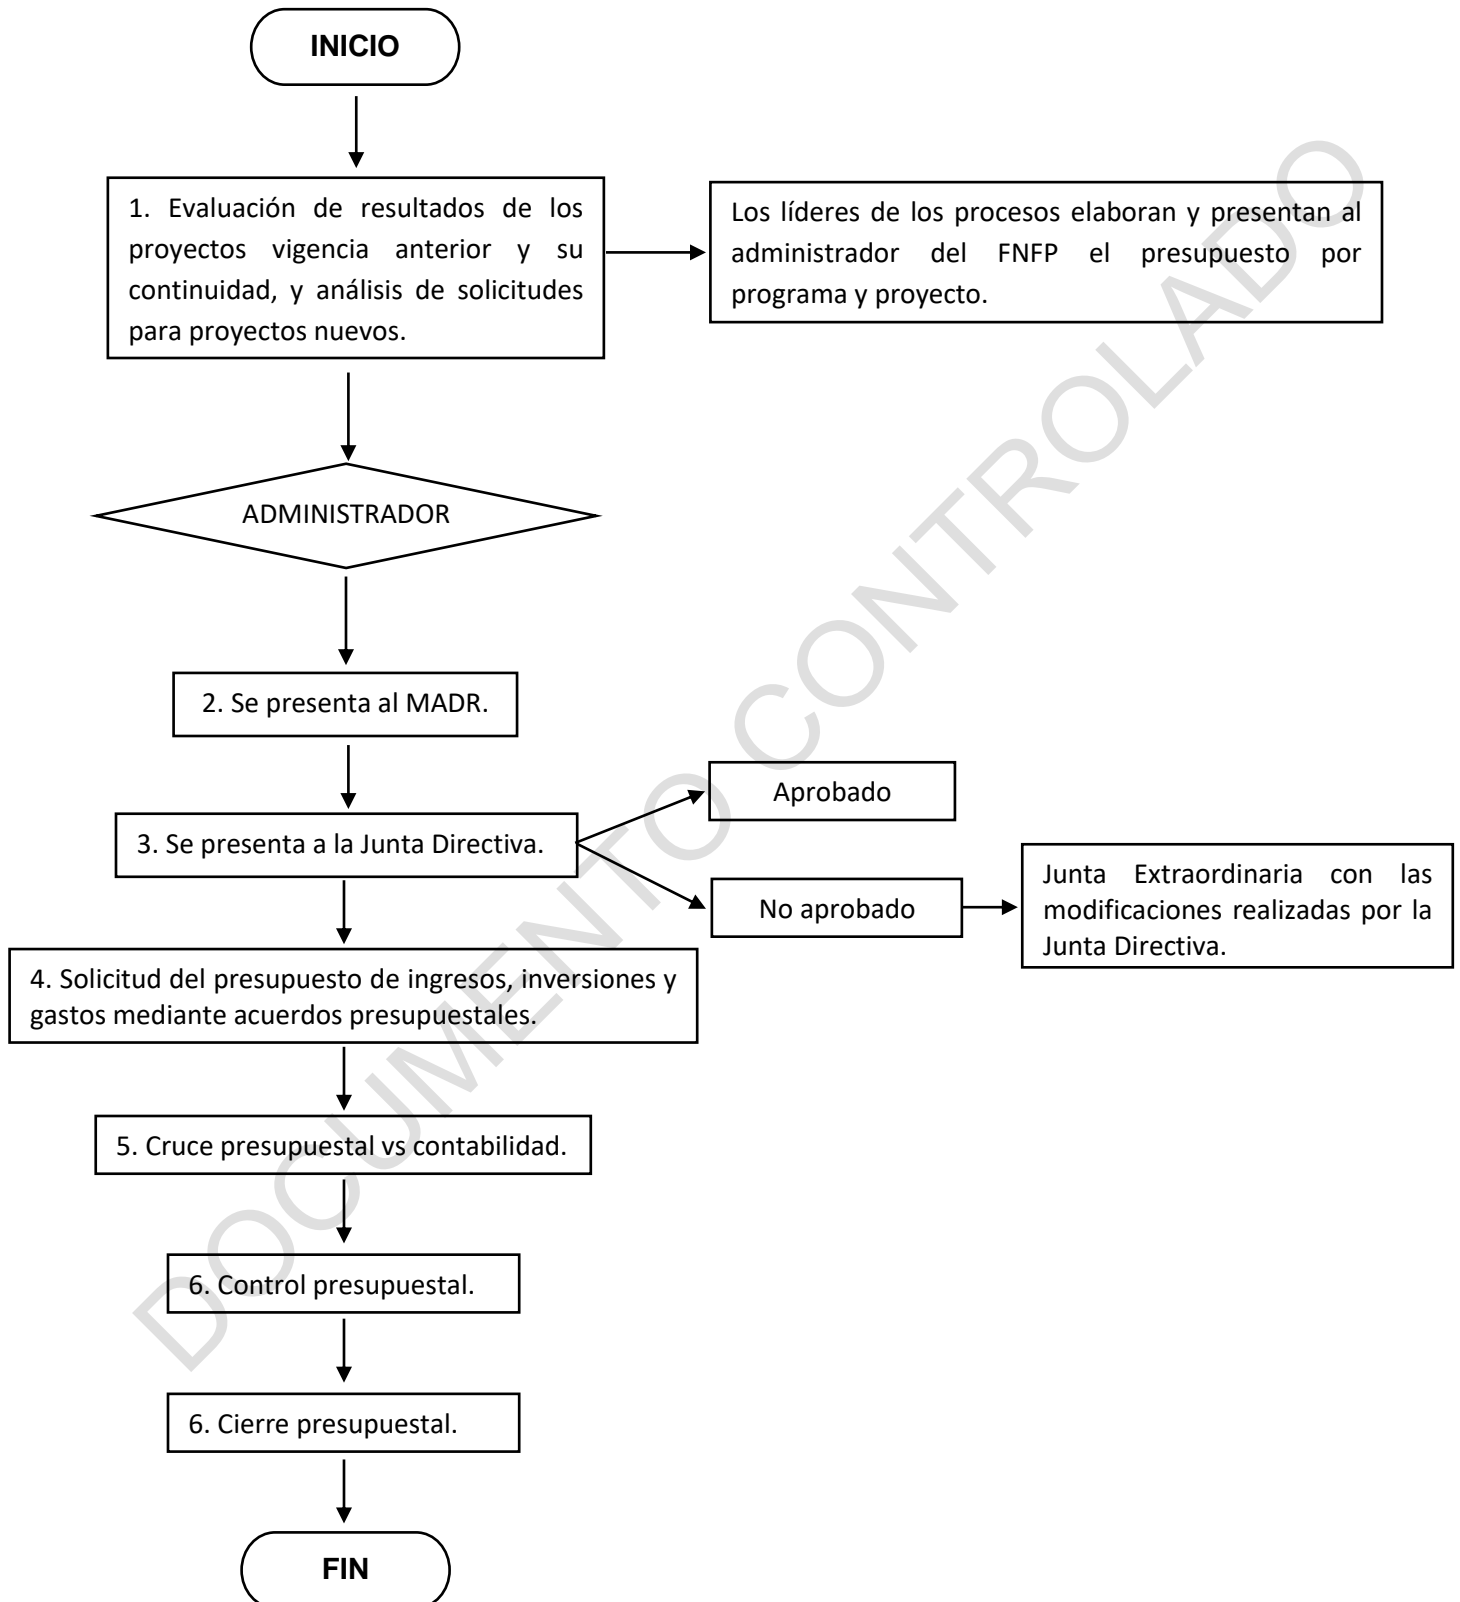 INICIO
1. Evaluación de resultados de los
proyectos vigencia anterior y su
continuidad, y análisis de solicitudes
para proyectos nuevos.
Los líderes de los procesos elaboran y presentan al
administrador del FNFP el presupuesto por
programa y proyecto.
ADMINISTRADOR
2. Se presenta al MADR.
3. Se presenta a la Junta Directiva.
Aprobado
No aprobado
Junta Extraordinaria con las
modificaciones realizadas por la
Junta Directiva.
4. Solicitud del presupuesto de ingresos, inversiones y
gastos mediante acuerdos presupuestales.
5. Cruce presupuestal vs contabilidad.
6. Control presupuestal.
6. Cierre presupuestal.
FIN
DOCUMENTO CONTROLADO